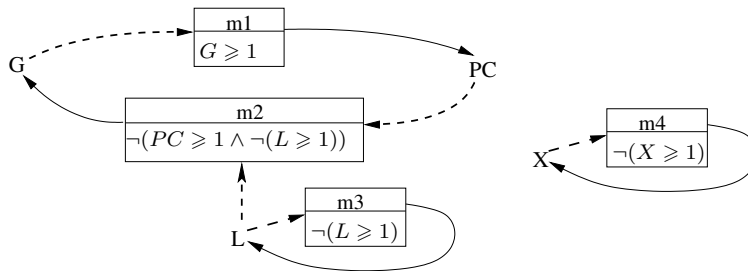 m1
G ⩾ 1
G
PC
m2
¬(PC ⩾ 1 ∧ ¬(L ⩾ 1))
m4
¬(X ⩾ 1)
X
m3
¬(L ⩾ 1)
L